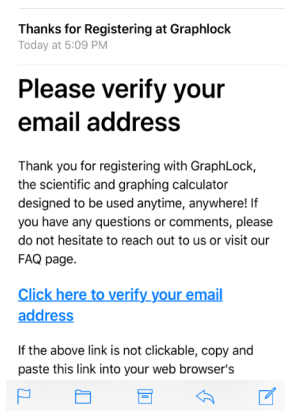 Thanks for Registering at Graphlock
Today at 5:09 PM
Please verify your
email address
Thank you for registering with GraphLock,
the scientific and graphing calculator
designed to be used anytime, anywhere! If
you have any questions or comments, please
do not hesitate to reach out to us or visit our
FAQ page.
Click here to verify your email
address
If the above link is not clickable, copy and
paste this link into your web browser's